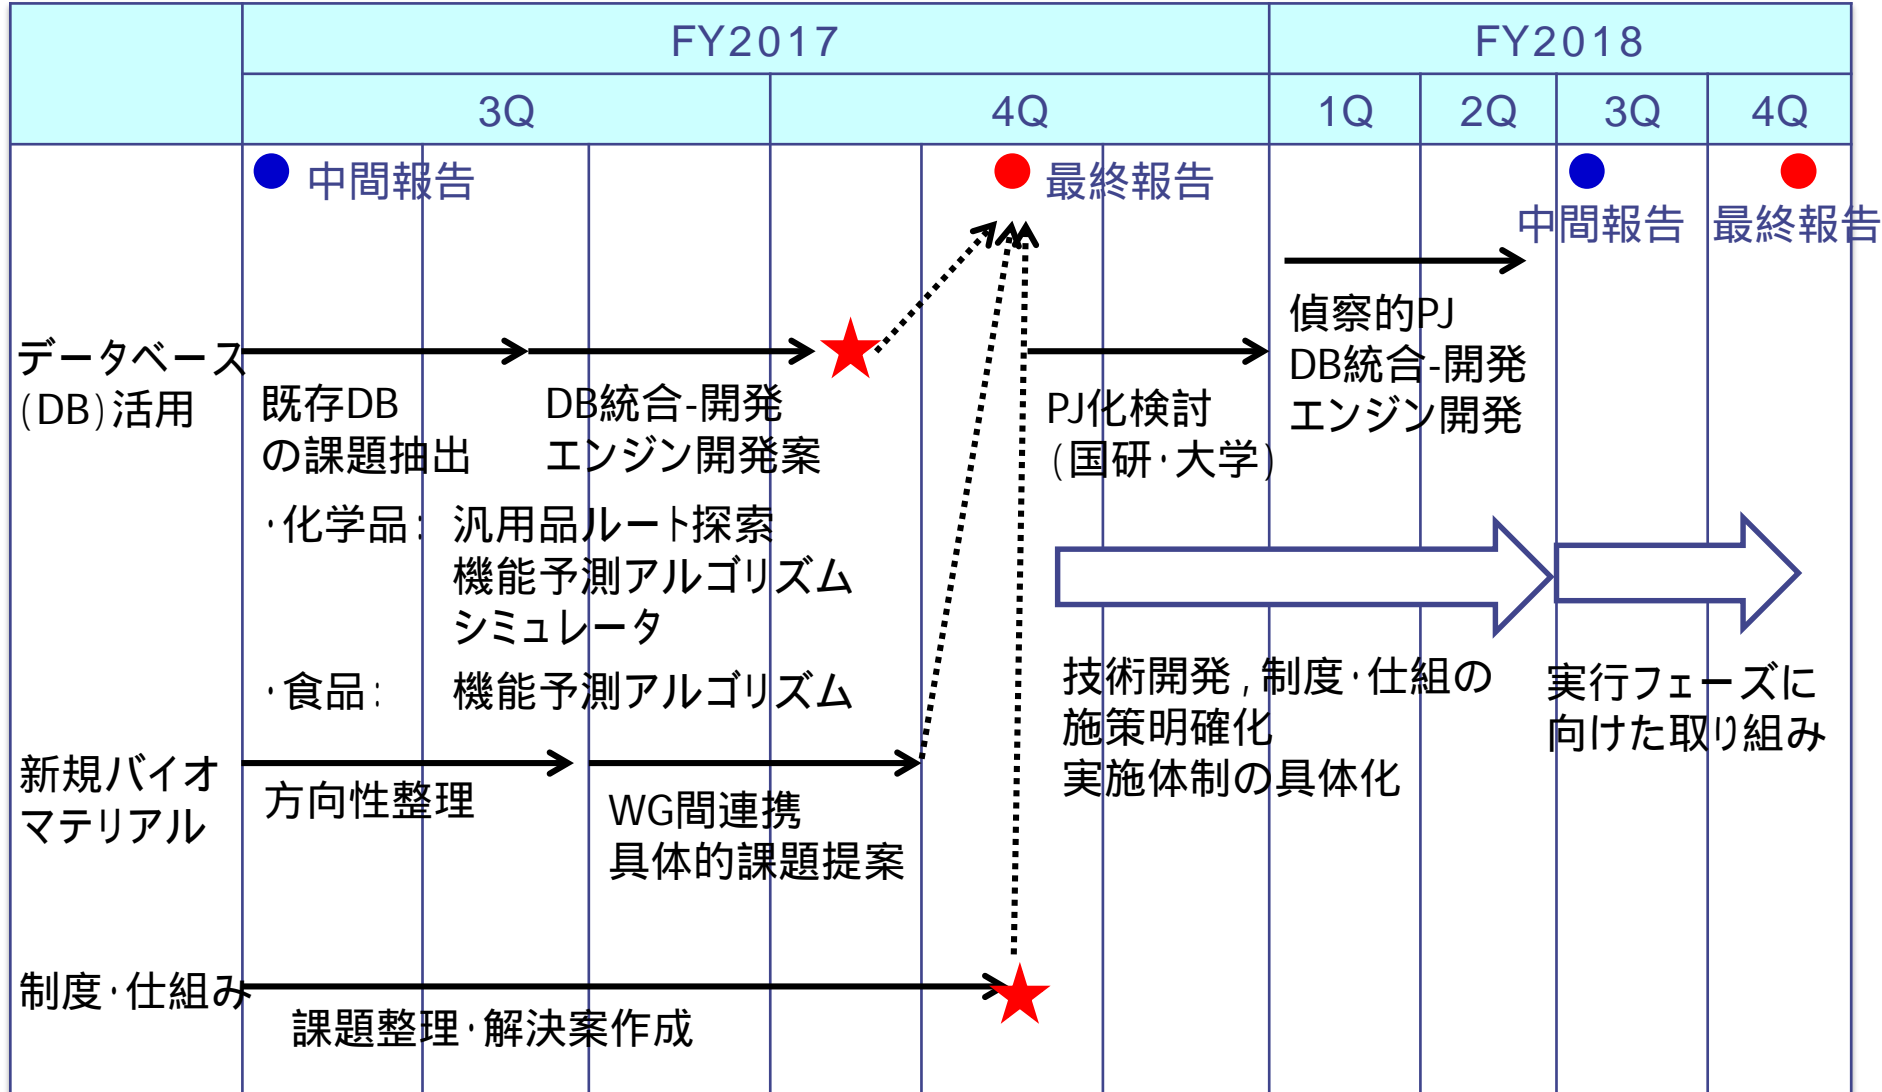 FY2017
FY2018
3Q
4Q
1Q
2Q
3Q
4Q
中間報告
最終報告
中間報告
最終報告
データベース
(DB)活用
既存DB
の課題抽出
DB統合-開発
エンジン開発案
PJ化検討
(国研・大学)
偵察的PJ
DB統合-開発
エンジン開発
・化学品： 汎用品ルート探索
機能予測アルゴリズム
シミュレータ
・食品： 機能予測アルゴリズム
技術開発，制度・仕組の
施策明確化
実施体制の具体化
実行フェーズに
向けた取り組み
新規バイオ
マテリアル
方向性整理
WG間連携
具体的課題提案
制度・仕組み
課題整理・解決案作成